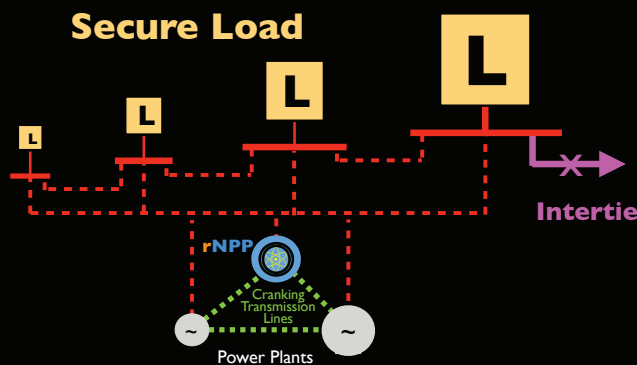 Secure Load
L
L
L
L
X
Intertie
rNPP
Cranking
Transmission
Lines
~
~
Power Plants